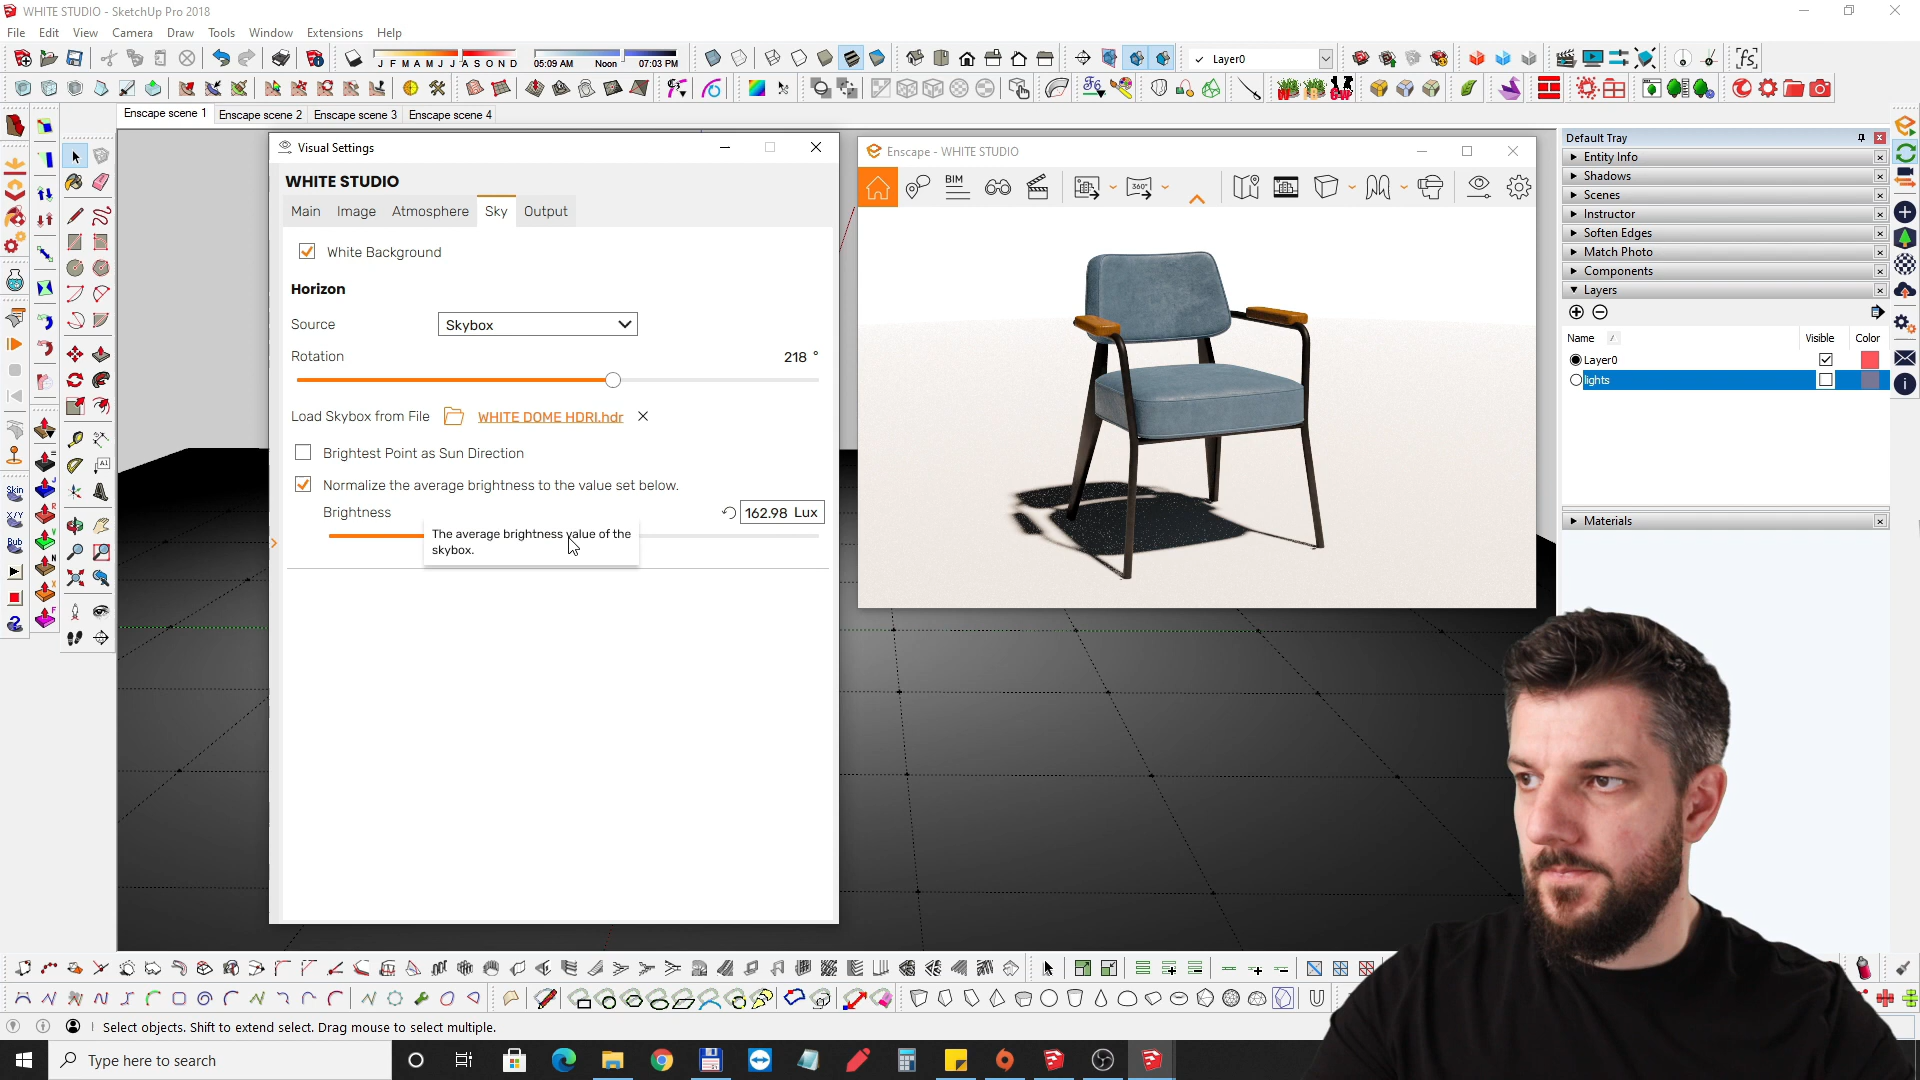 WHITE STUDIO - SketchUp Pro 2018
File Edit View Camera Draw Tools Window Extensions Help
J F M A M J J A S O N D
05:09 AM Noon 07:03 PM
Layer0
Enscape scene 1 Enscape scene 2 Enscape scene 3 Enscape scene 4
Visual Settings
WHITE STUDIO
Main Image Atmosphere Sky Output
White Background
Horizon
Source Skybox
Rotation 218 °
Load Skybox from File WHITE DOME HDRI.hdr
Brightest Point as Sun Direction
Normalize the average brightness to the value set below.
Brightness 162.98 Lux
The average brightness value of the
skybox.
Enscape - WHITE STUDIO
BIM
360°
Default Tray
Entity Info
Shadows
Scenes
Instructor
Soften Edges
Match Photo
Components
Layers
Name Visible Color
Layer0
lights
Materials
Skin
X/Y
Bub
Select objects. Shift to extend select. Drag mouse to select multiple.
Type here to search